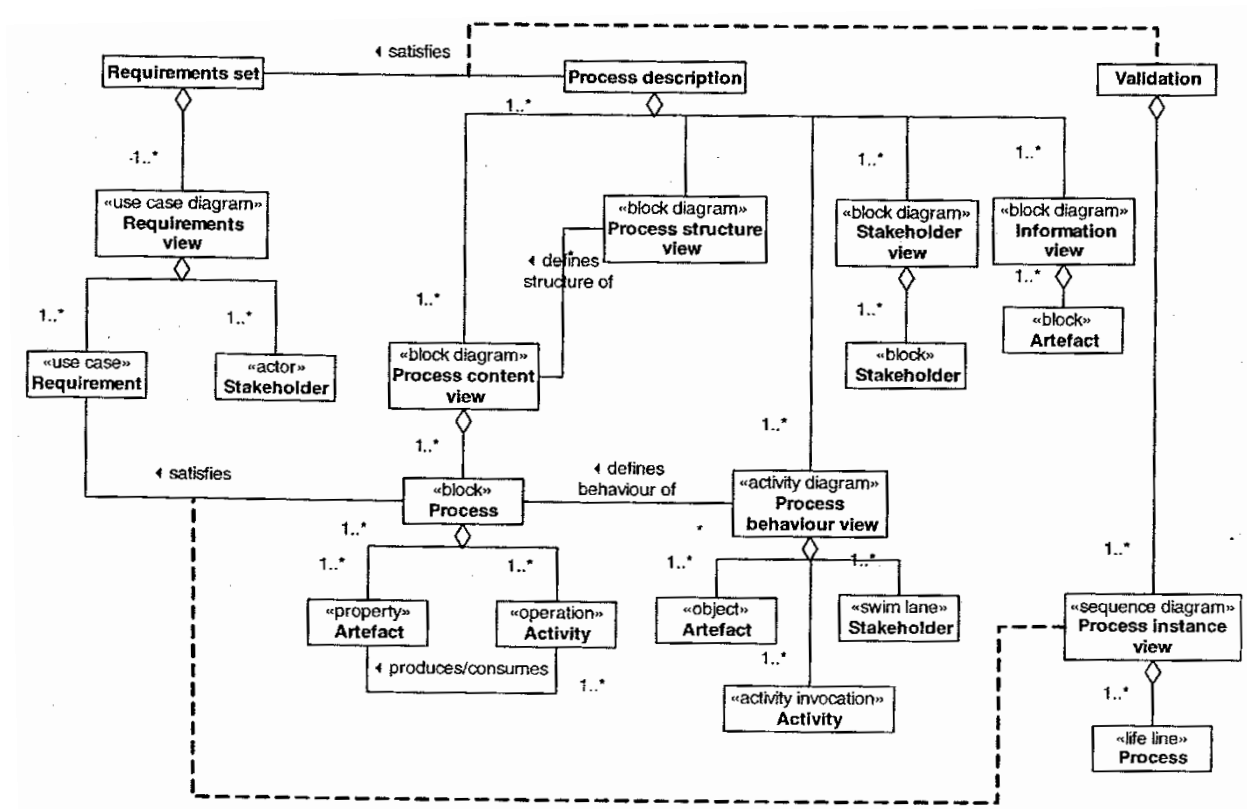 ◂ satisfies
Requirements set
Process description
Validation
1..*
1..*
1..*
1..*
«use case diagram»
Requirements
view
«block diagram»
Process structure
view
«block diagram»
Stakeholder
view
«block diagram»
Information
view
◂ defines
structure of
*
1..*
1..*
1..*
1..*
1..*
«block»
Artefact
«use case»
Requirement
«actor»
Stakeholder
«block diagram»
Process content
view
«block»
Stakeholder
1..*
1..*
◂ satisfies
◂ defines
behaviour of
«block»
Process
«activity diagram»
Process
behaviour view
1..*
*
1..*
1..*
1..*
1..*
1..*
1..*
«property»
Artefact
«operation»
Activity
«object»
Artefact
«swim lane»
Stakeholder
«sequence diagram»
Process instance
view
◂ produces/consumes
1..*
1..*
1..*
«activity invocation»
Activity
«life line»
Process